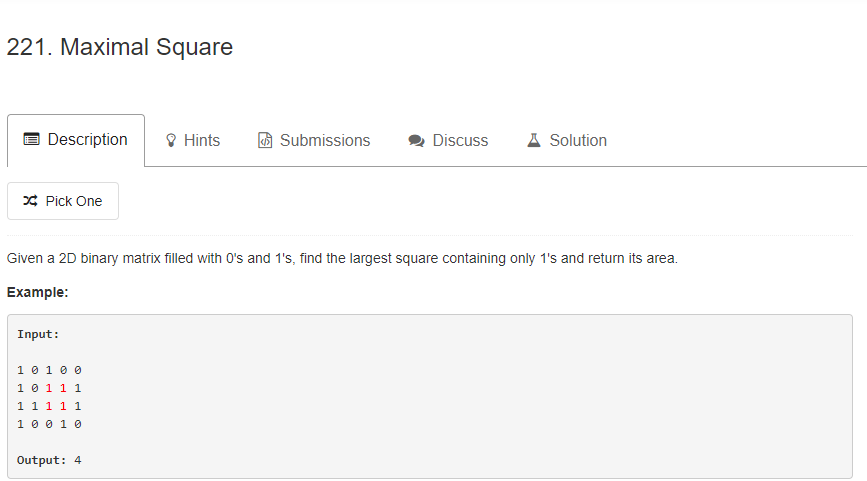 221. Maximal Square
Description Hints Submissions Discuss Solution
Pick One
Given a 2D binary matrix filled with 0's and 1's, find the largest square containing only 1's and return its area.
Example:
Input:
1 0 1 0 0
1 0 1 1 1
1 1 1 1 1
1 0 0 1 0
Output: 4